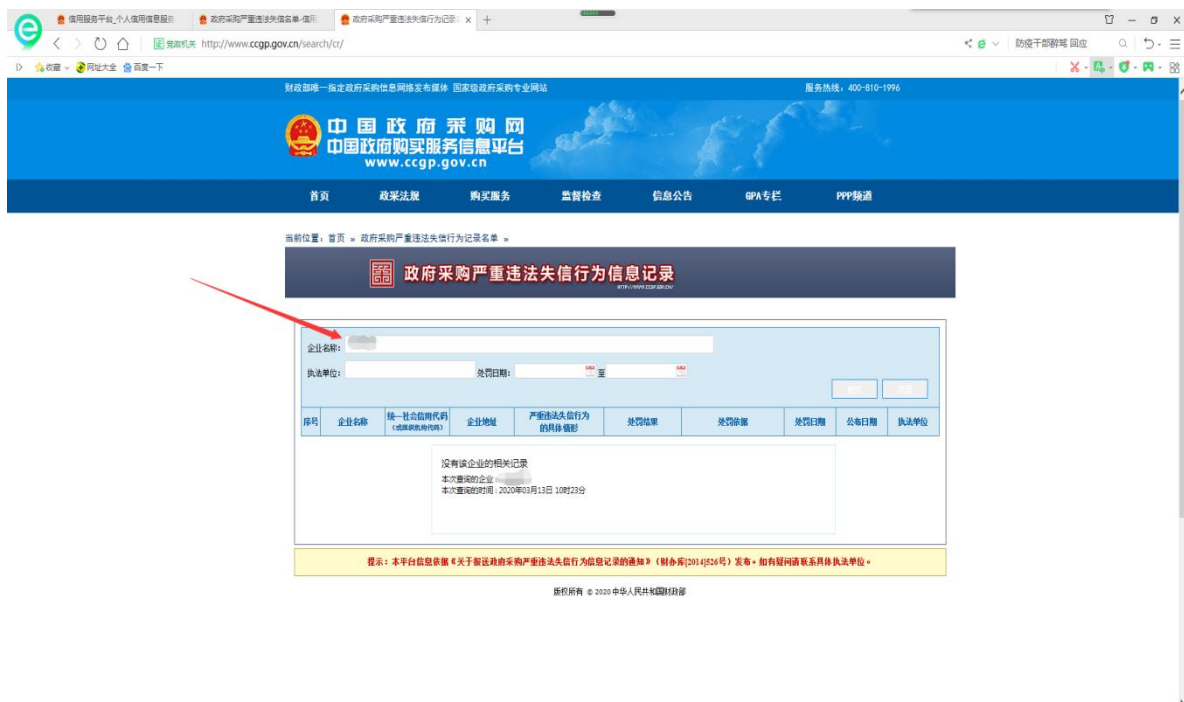 信用服务平台_个人信用信息服务
政府采购严重违法失信名单-信用
政府采购严重违法失信行为记录
党政机关 http://www.ccgp.gov.cn/search/cr/
防疫干部醉骂 回应
收藏 网址大全 百度一下
财政部唯一指定政府采购信息网络发布媒体 国家级政府采购专业网站
服务热线：400-810-1996
中国政府采购网
中国政府购买服务信息平台
www.ccgp.gov.cn
首页 政采法规 购买服务 监督检查 信息公告 GPA专栏 PPP频道
当前位置：首页 » 政府采购严重违法失信行为记录名单 »
政府采购严重违法失信行为信息记录
HTTP://WWW.CCGP.GOV.CN/
企业名称：
执法单位： 处罚日期： 至
序号 企业名称 统一社会信用代码 （或组织机构代码） 企业地址 严重违法失信行为 的具体情形 处罚结果 处罚依据 处罚日期 公布日期 执法单位
没有该企业的相关记录
本次查询的企业：
本次查询的时间：2020年03月13日 10时23分
提示：本平台信息依据《关于报送政府采购严重违法失信行为信息记录的通知》（财办库[2014]526号）发布。如有疑问请联系具体执法单位。
版权所有 © 2020 中华人民共和国财政部